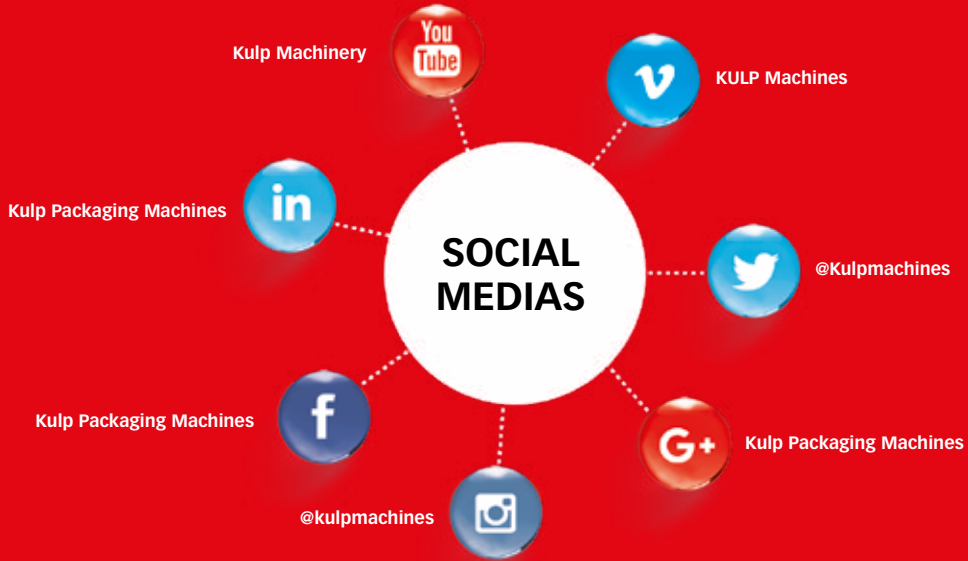 You
Tube
Kulp Machinery
KULP Machines
in
Kulp Packaging Machines
SOCIAL
MEDIAS
@Kulpmachines
f
Kulp Packaging Machines
G+
Kulp Packaging Machines
@kulpmachines